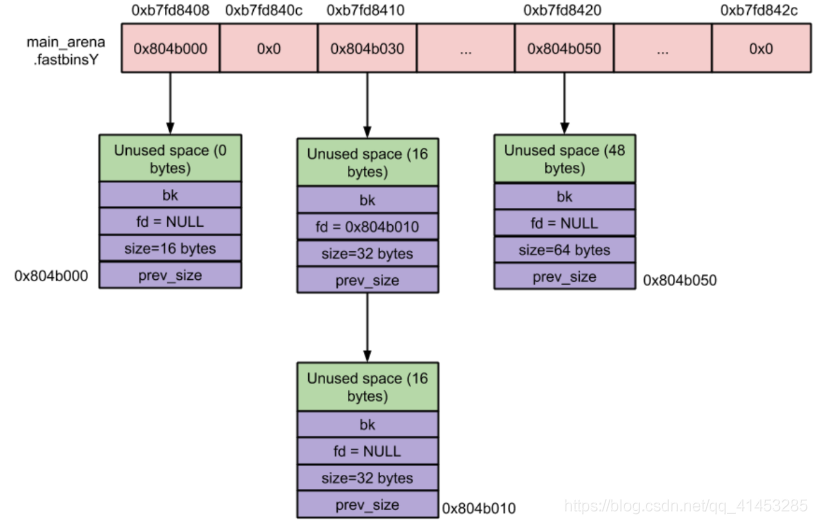 0xb7fd8408 0xb7fd840c 0xb7fd8410 0xb7fd8420 0xb7fd842c
main_arena
.fastbinsY
0x804b000 0x0 0x804b030 ... 0x804b050 ... 0x0
Unused space (0
bytes)
bk
fd = NULL
size=16 bytes
prev_size
0x804b000
Unused space (16
bytes)
bk
fd = 0x804b010
size=32 bytes
prev_size
Unused space (48
bytes)
bk
fd = NULL
size=64 bytes
prev_size
0x804b050
Unused space (16
bytes)
bk
fd = NULL
size=32 bytes
prev_size
0x804b010
https://blog.csdn.net/qq_41453285